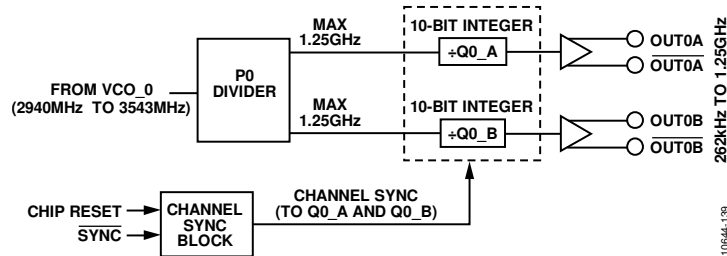 MAX
1.25GHz
10-BIT INTEGER
÷Q0_A
OUT0A
OUT0A
P0
DIVIDER
FROM VCO_0
(2940MHz TO 3543MHz)
MAX
1.25GHz
10-BIT INTEGER
÷Q0_B
OUT0B
OUT0B
262kHz TO 1.25GHz
CHIP RESET
SYNC
CHANNEL
SYNC
BLOCK
CHANNEL SYNC
(TO Q0_A AND Q0_B)
10644-139